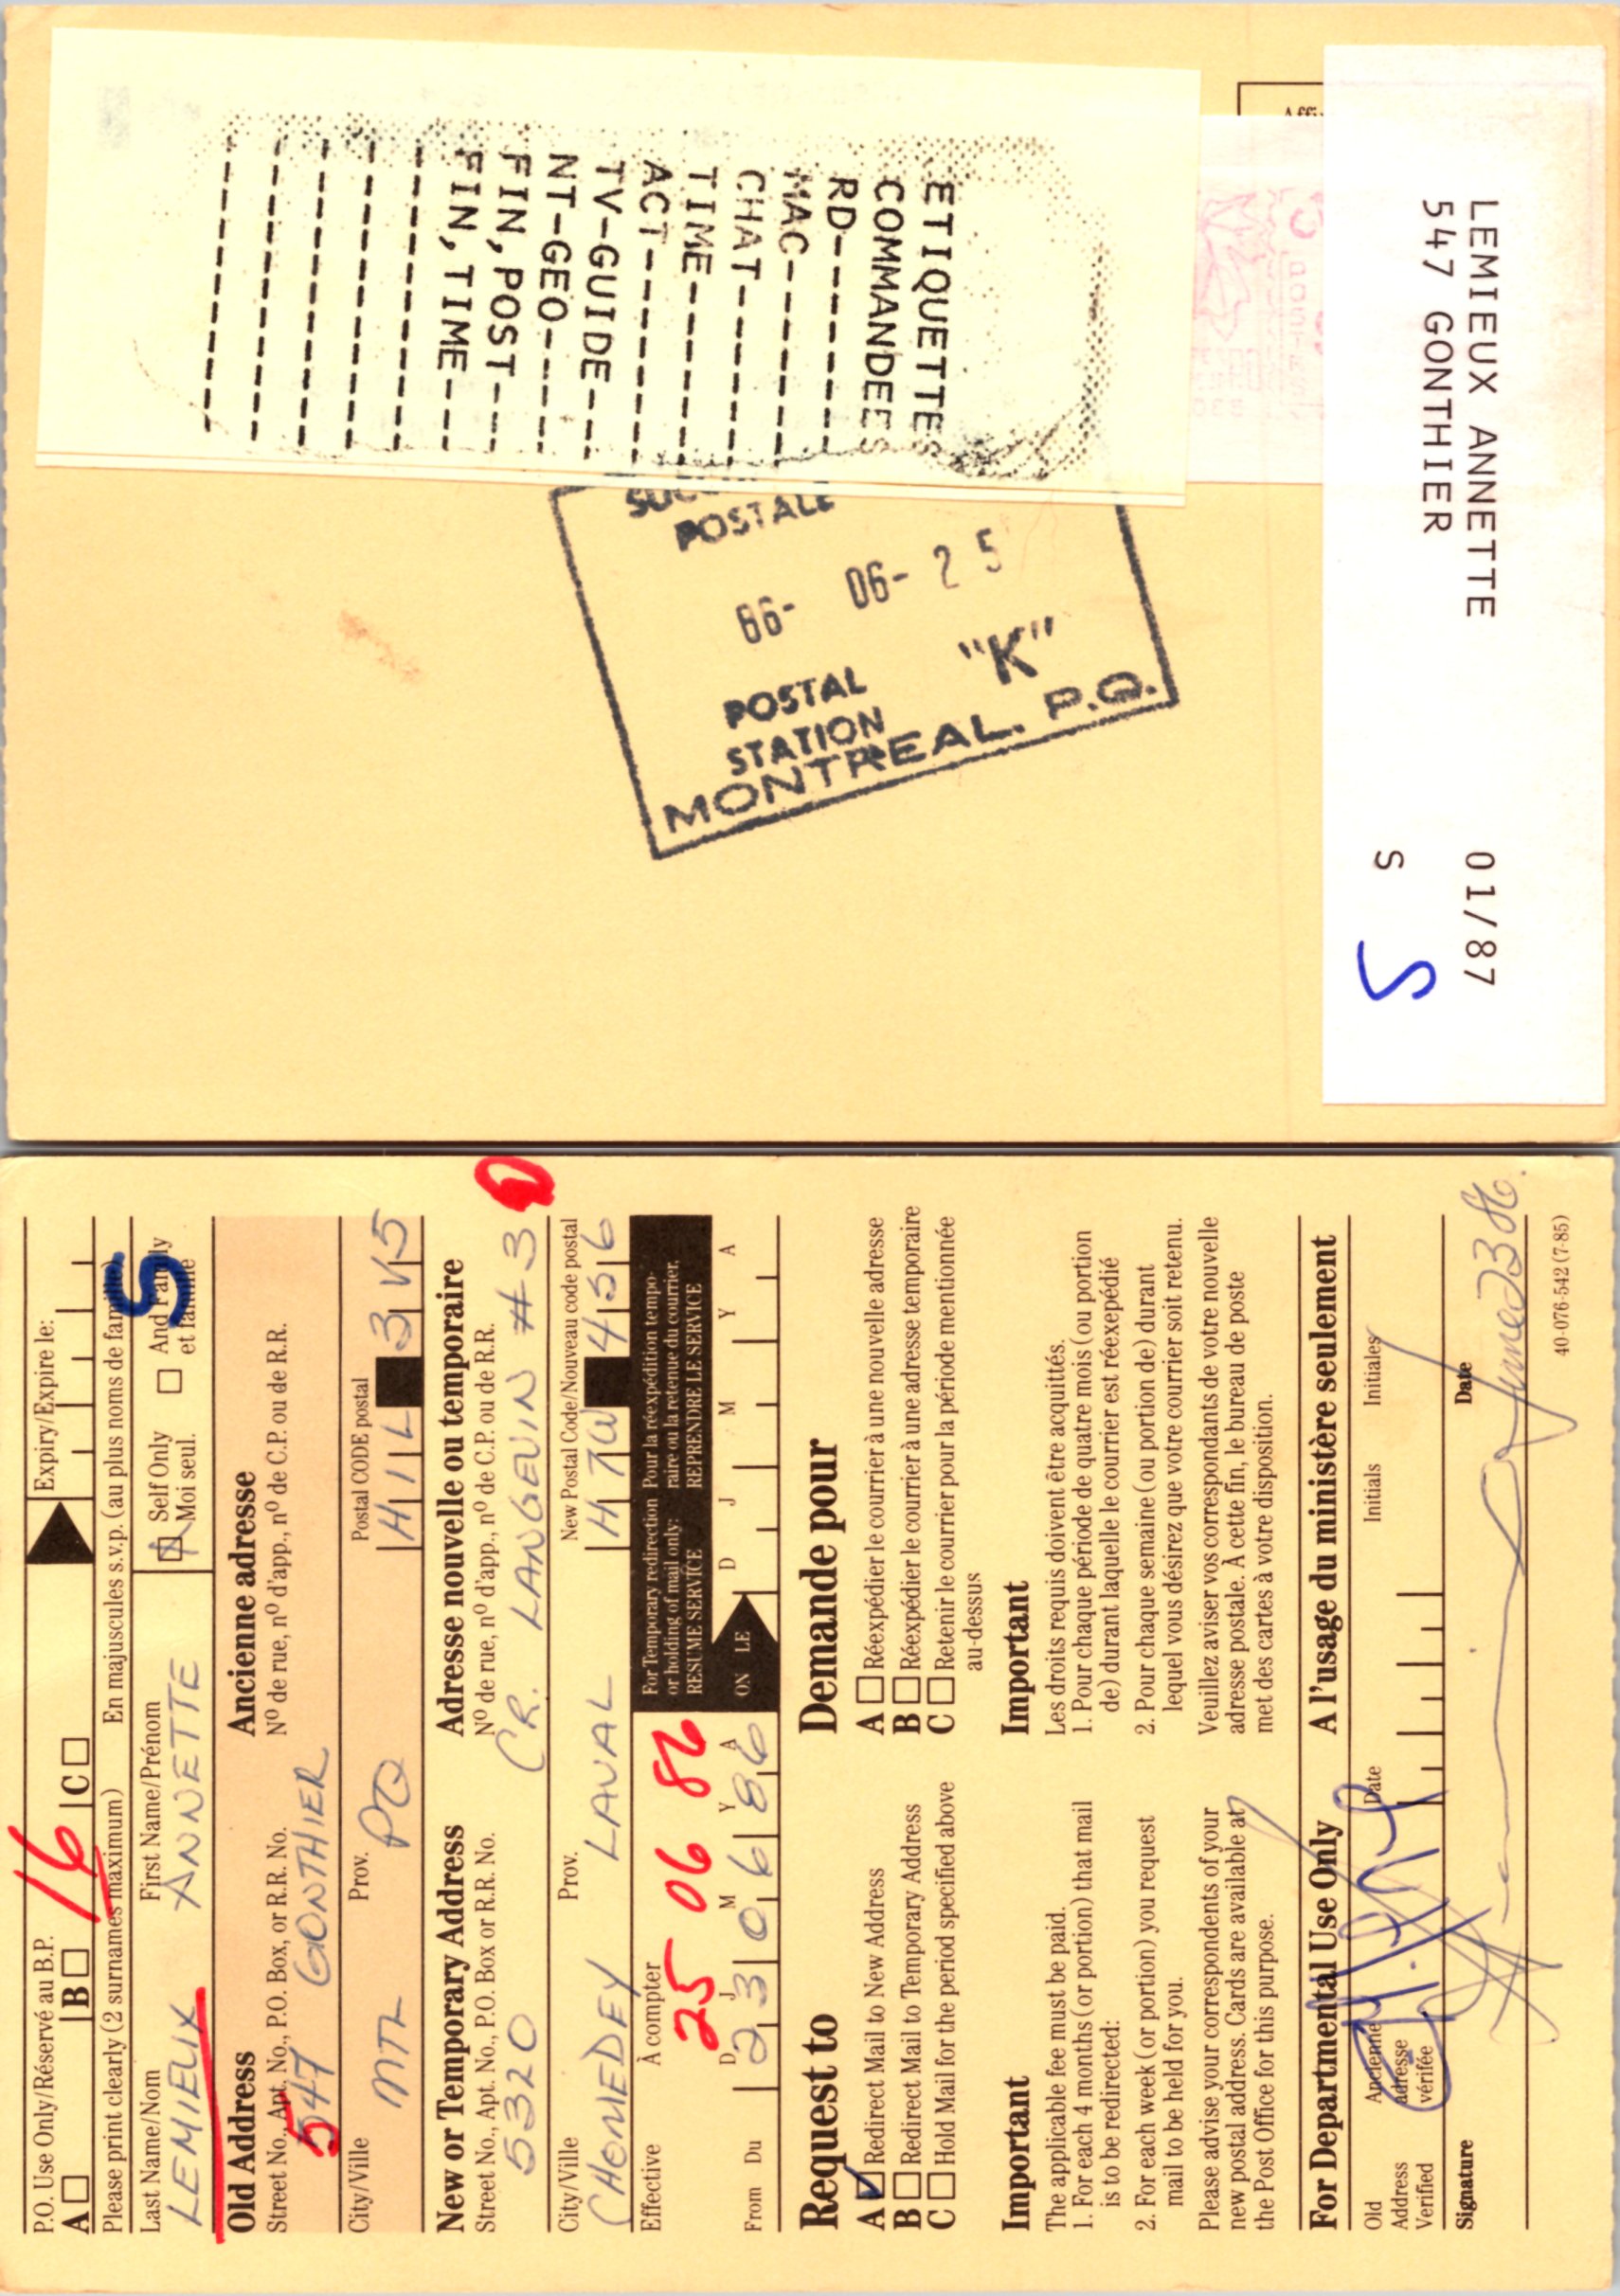 ETIQUETTES
COMMANDEES
RD---------
MAC--------
CHAT-------
TIME-------
ACT--------
TV-GUIDE---
NT-GEO-----
FIN,POST---
FIN,TIME---
POSTALE
86- 06- 25
POSTAL
STATION
"K"
MONTREAL. P.Q.
LEMIEUX ANNETTE 01/87
547 GONTHIER
S
S
P.O. Use Only/Réservé au B.P.
A □ B □ C □
16
Expiry/Expire le:
Please print clearly (2 surnames maximum) En majuscules s.v.p. (au plus noms de famille)
S
Last Name/Nom
LEMIEUX
First Name/Prénom
ANNETTE
Self Only
Moi seul.
And Family
et famille
Old Address Ancienne adresse
Street No., Apt. No., P.O. Box, or R.R. No. Nº de rue, nº d'app., nº de C.P. ou de R.R.
547 GONTHIER
City/Ville Prov. Postal CODE postal
MTL PQ H1L 3V5
New or Temporary Address Adresse nouvelle ou temporaire
Street No., Apt. No., P.O. Box or R.R. No. Nº de rue, nº d'app., nº de C.P. ou de R.R.
5320 CR. LANGEVIN #3
City/Ville Prov. New Postal Code/Nouveau code postal
CHOMEDEY LAVAL H7W 4S6
Effective À compter
25 06 86
From Du
D J M Y A
23 06 86
For Temporary redirection
or holding of mail only:
RESUME SERVICE
Pour la réexpédition tempo-
raire ou la retenue du courrier,
REPRENDRE LE SERVICE
ON LE
D J M Y A
Request to
A □ Redirect Mail to New Address
B □ Redirect Mail to Temporary Address
C □ Hold Mail for the period specified above
Demande pour
A □ Réexpédier le courrier à une nouvelle adresse
B □ Réexpédier le courrier à une adresse temporaire
C □ Retenir le courrier pour la période mentionnée
au-dessus
Important
The applicable fee must be paid.
1. For each 4 months (or portion) that mail
is to be redirected:
2. For each week (or portion) you request
mail to be held for you.
Please advise your correspondents of your
new postal address. Cards are available at
the Post Office for this purpose.
Important
Les droits requis doivent être acquittés.
1. Pour chaque période de quatre mois (ou portion
de) durant laquelle le courrier est réexpédié
2. Pour chaque semaine (ou portion de) durant
lequel vous désirez que votre courrier soit retenu.
Veuillez aviser vos correspondants de votre nouvelle
adresse postale. À cette fin, le bureau de poste
met des cartes à votre disposition.
For Departmental Use Only A l'usage du ministère seulement
Old
Address
Verified
Ancienne
adresse
vérifée
Date
Initials
Initiales
Signature
Date
40-076-542 (7-85)